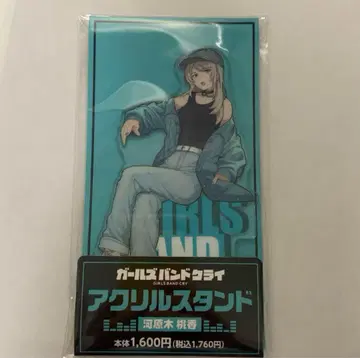 GIRLS
BAND
ガールズバンドクライ
GIRLS BAND CRY
アクリルスタンド
河原木 桃香
本体 1,600円(税込1,760円)